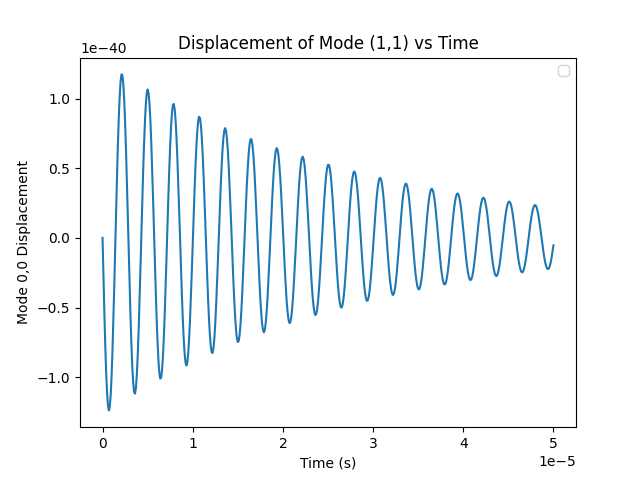 Displacement of Mode (1,1) vs Time
1e−40
1.0
0.5
0.0
−0.5
−1.0
Mode 0,0 Displacement
0 1 2 3 4 5
1e−5
Time (s)